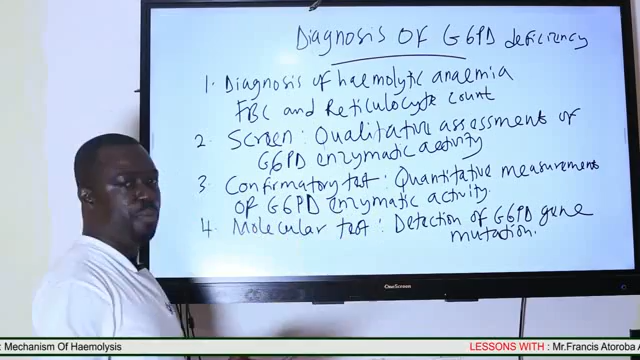 Diagnosis OF G6PD deficiency
1. Diagnosis of haemolytic anaemia
FBC and Reticulocyte count
2 Screen: Qualitative assessment of
G6PD enzymatic activity
3 Confirmatory test: Quantitative measurement
OF G6PD enzymatic activity.
4. Molecular test: Detection of G6PD gene
mutation.
OneScreen
: Mechanism Of Haemolysis
LESSONS WITH : Mr.Francis Atoroba A